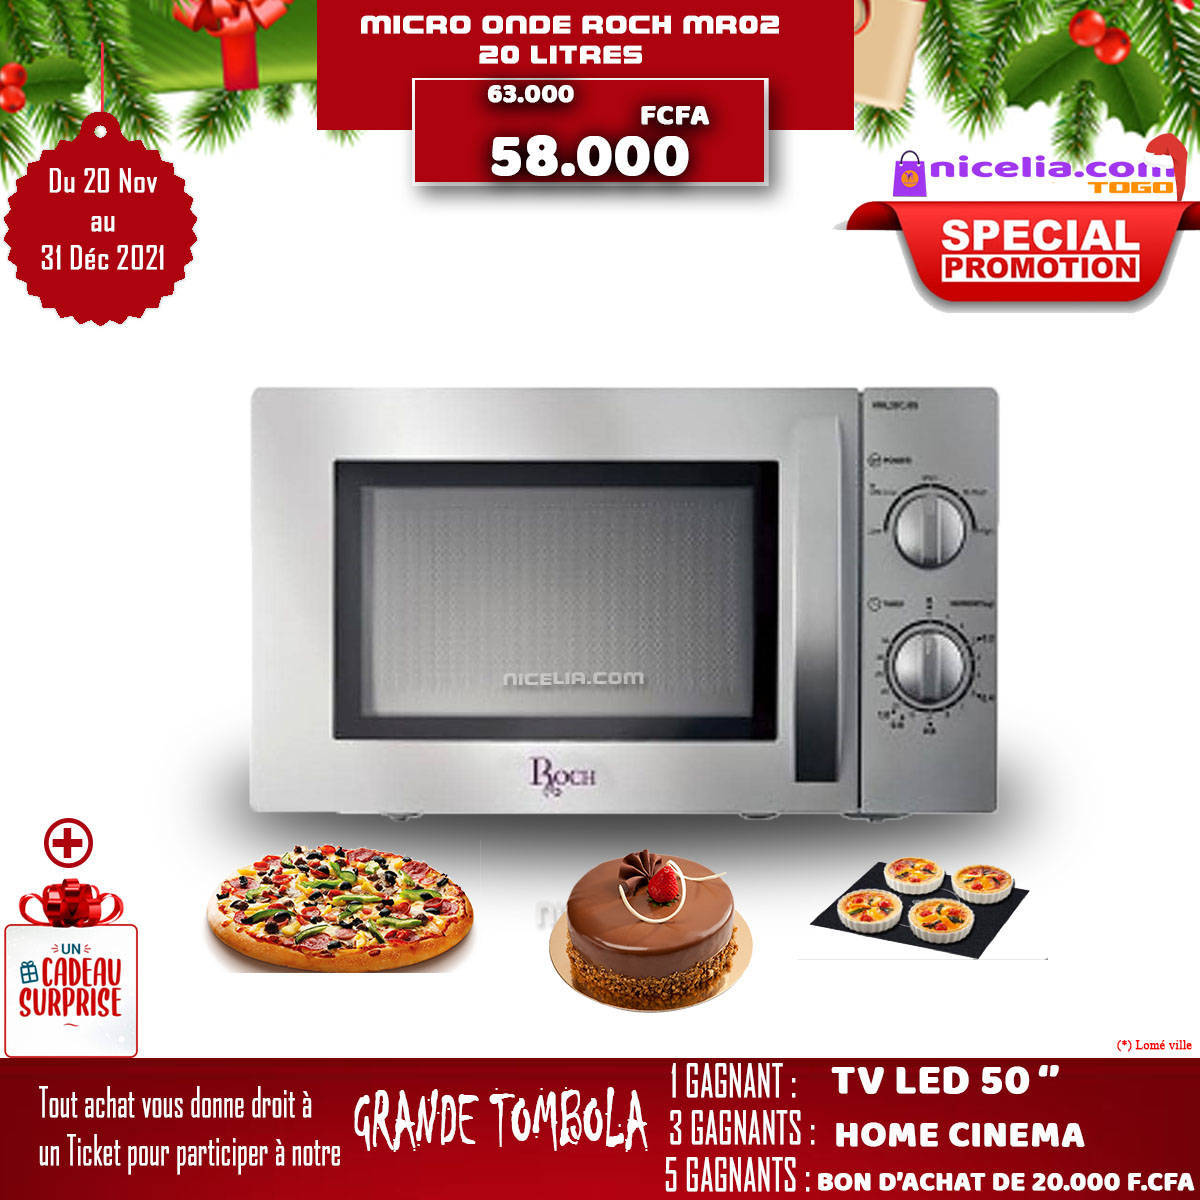 MICRO ONDE ROCH MR02
20 LITRES
63.000
FCFA
58.000
Du 20 Nov
au
31 Déc 2021
nicelia.com
TOGO
SPECIAL
PROMOTION
POWER
TIMER
NICELIA.COM
ROCH
UN
CADEAU
SURPRISE
(*) Lomé ville
Tout achat vous donne droit à
un Ticket pour participer à notre
GRANDE TOMBOLA
1 GAGNANT : TV LED 50 "
3 GAGNANTS : HOME CINEMA
5 GAGNANTS : BON D'ACHAT DE 20.000 F.CFA